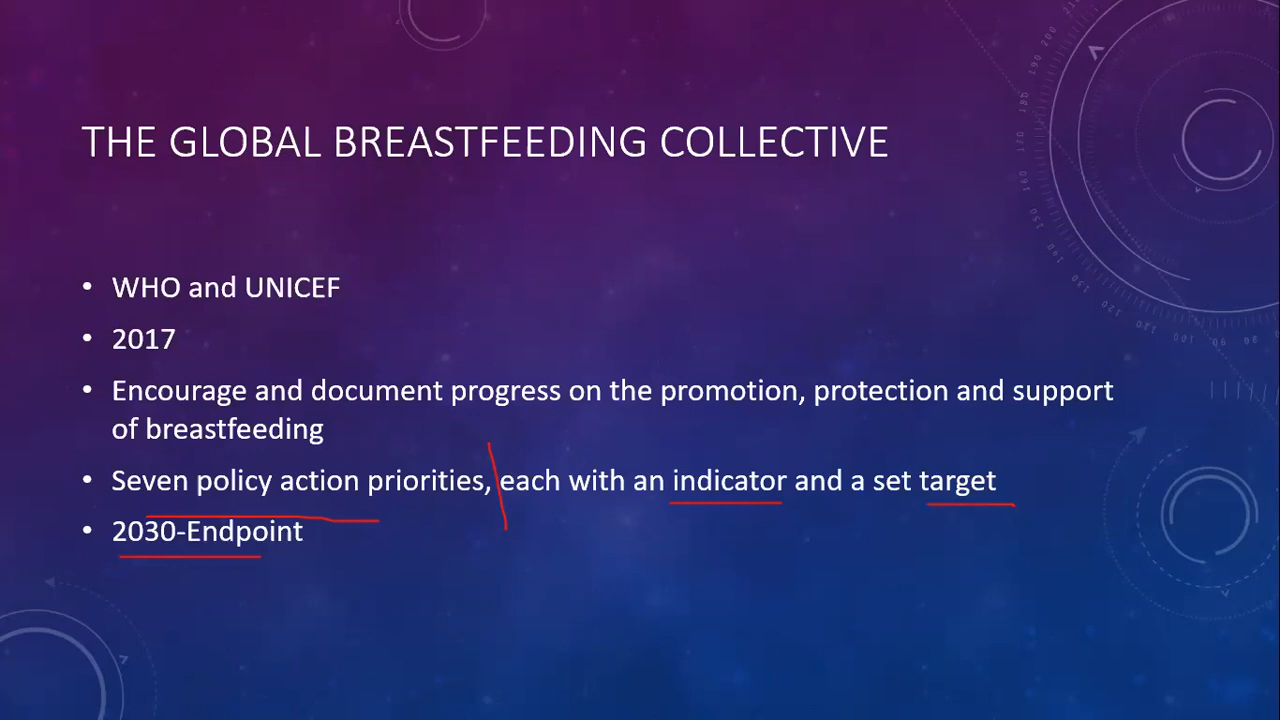 THE GLOBAL BREASTFEEDING COLLECTIVE
• WHO and UNICEF
• 2017
• Encourage and document progress on the promotion, protection and support
of breastfeeding
• Seven policy action priorities, each with an indicator and a set target
• 2030-Endpoint